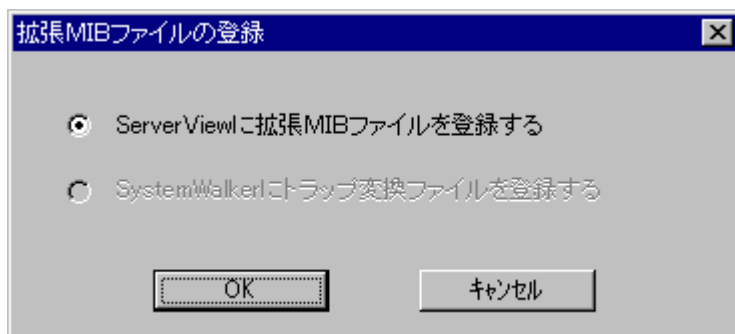 拡張MIBファイルの登録
ServerViewに拡張MIBファイルを登録する
SystemWalkerにトラップ変換ファイルを登録する
OK
キャンセル